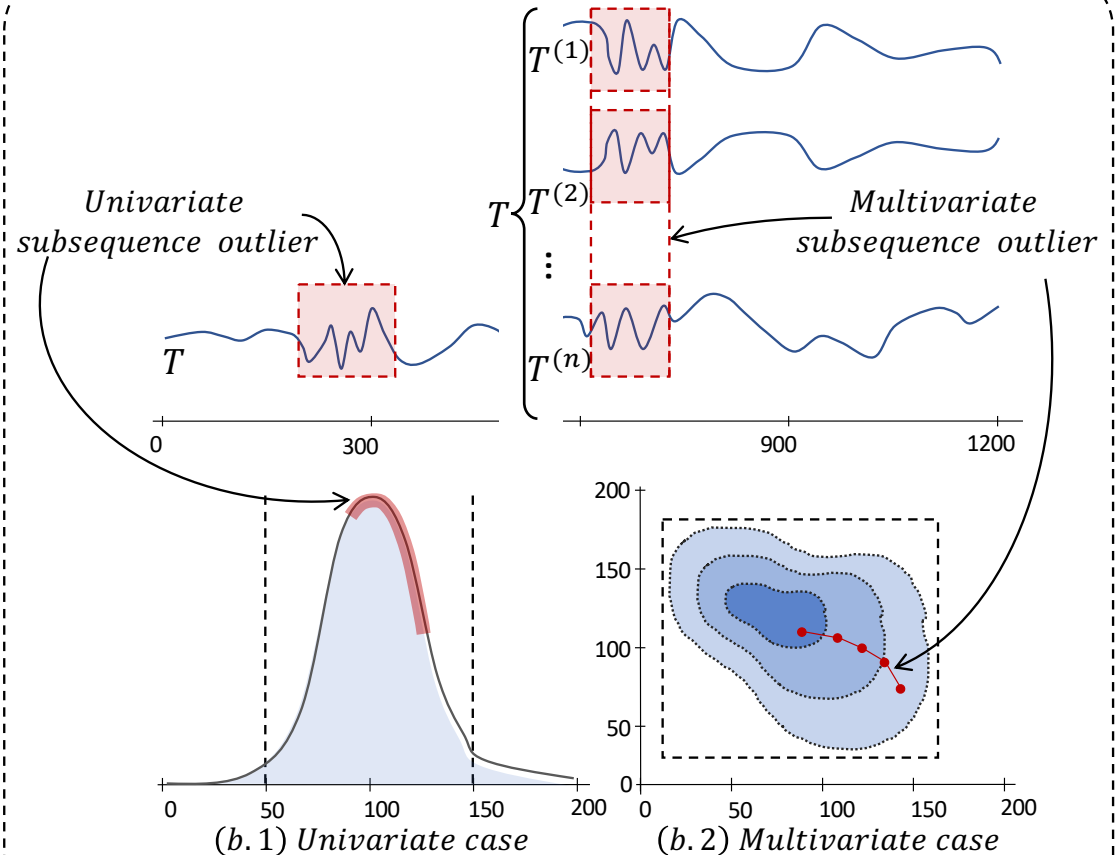 T^(1)
T^(2)
T
⋮
T^(n)
Univariate
subsequence outlier
Multivariate
subsequence outlier
T
0 300
900 1200
0 50 100 150 200
(b.1) Univariate case
200
150
100
50
0
0 50 100 150 200
(b.2) Multivariate case